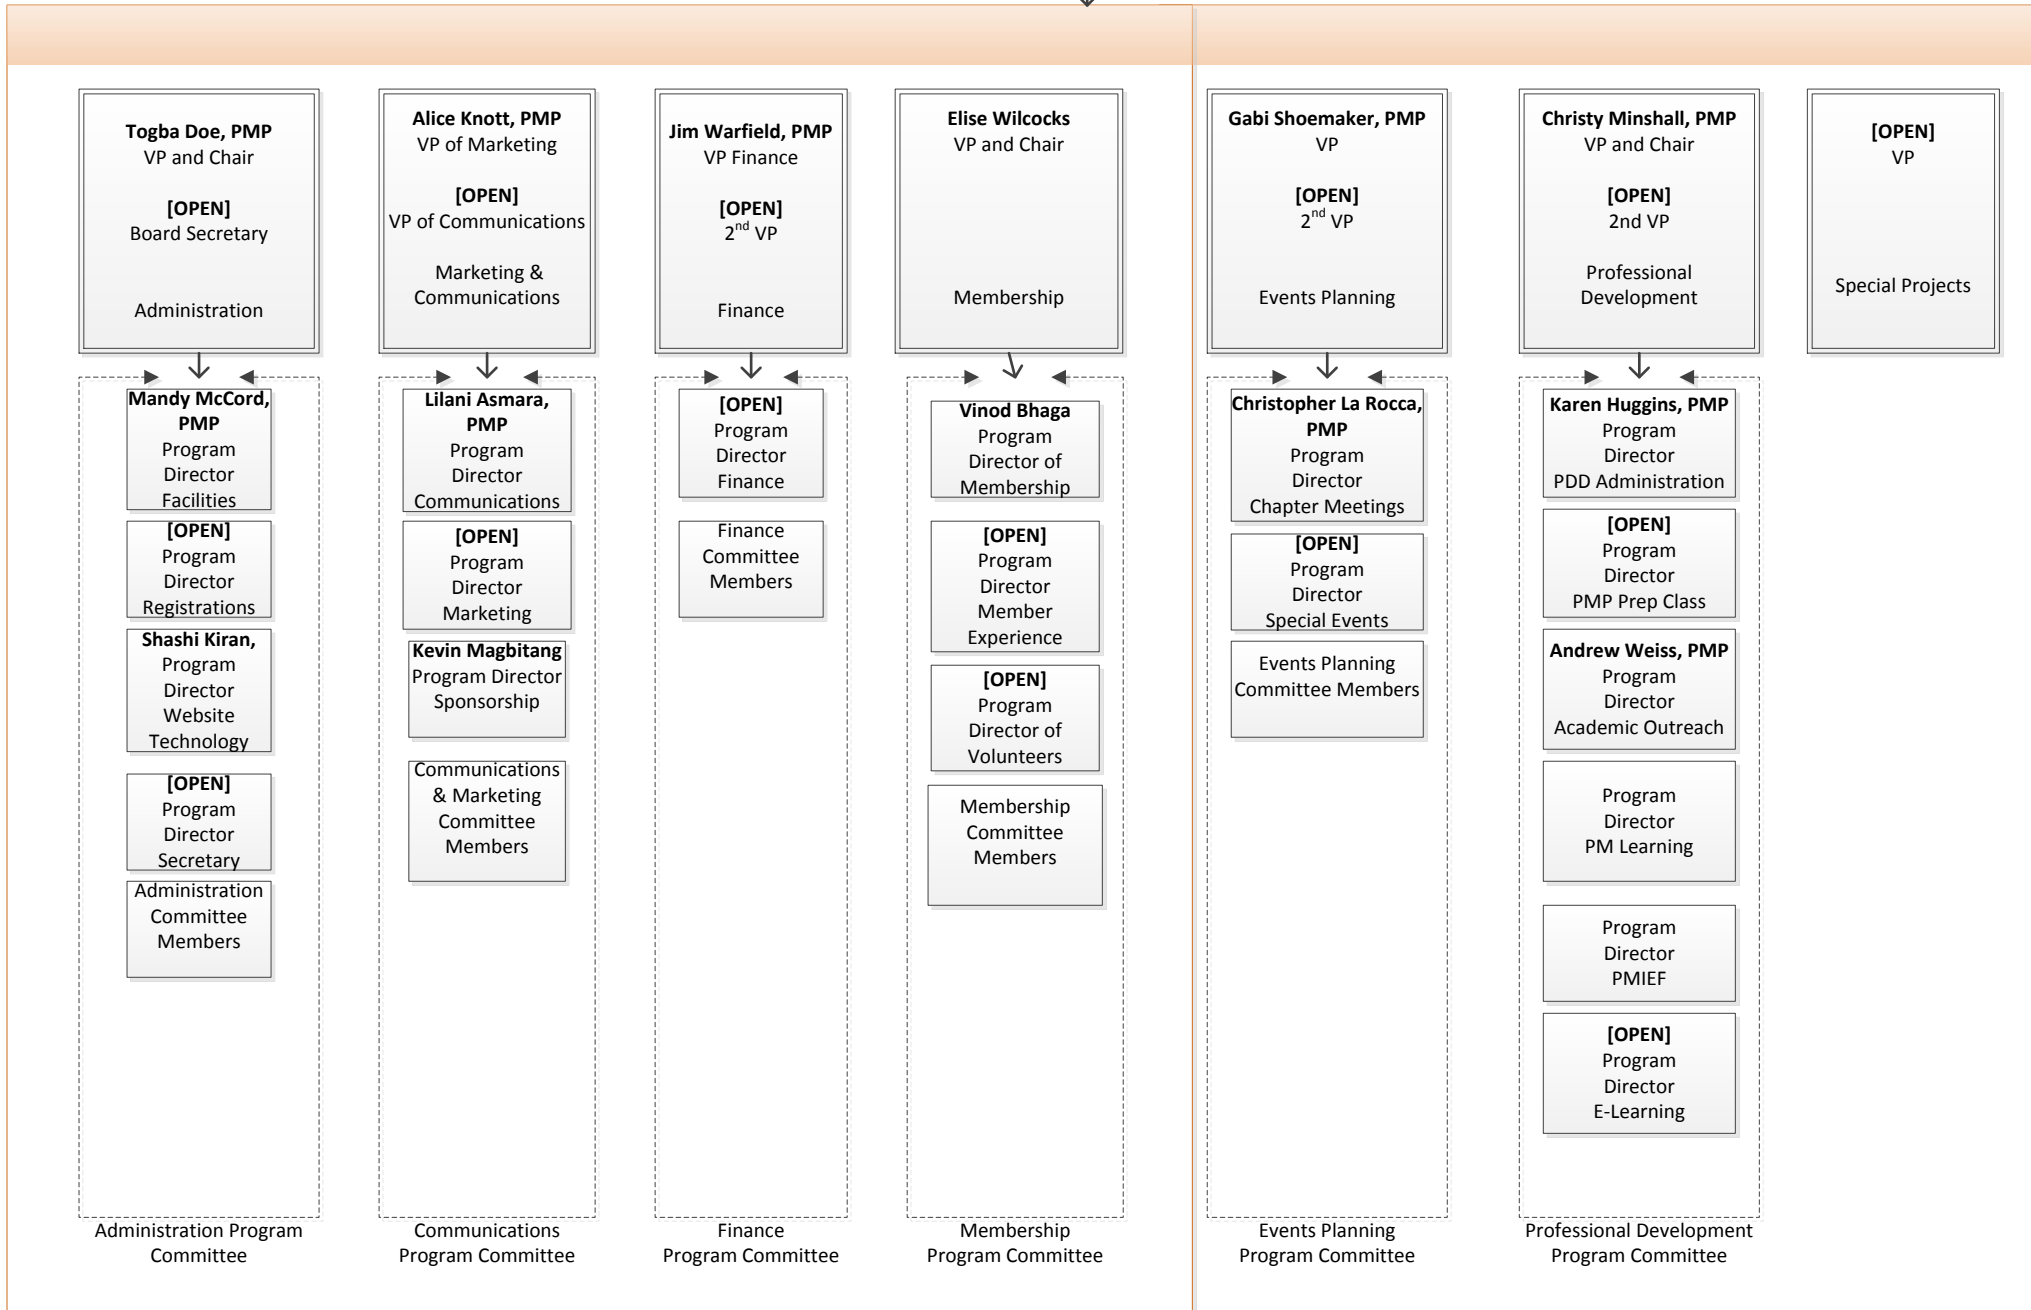 Togba Doe, PMP
VP and Chair
[OPEN]
Board Secretary
Administration
Alice Knott, PMP
VP of Marketing
[OPEN]
VP of Communications
Marketing &
Communications
Jim Warfield, PMP
VP Finance
[OPEN]
2nd VP
Finance
Elise Wilcocks
VP and Chair
Membership
Gabi Shoemaker, PMP
VP
[OPEN]
2nd VP
Events Planning
Christy Minshall, PMP
VP and Chair
[OPEN]
2nd VP
Professional
Development
[OPEN]
VP
Special Projects
Mandy McCord,
PMP
Program
Director
Facilities
[OPEN]
Program
Director
Registrations
Shashi Kiran,
Program
Director
Website
Technology
[OPEN]
Program
Director
Secretary
Administration
Committee
Members
Administration Program
Committee
Lilani Asmara,
PMP
Program
Director
Communications
[OPEN]
Program
Director
Marketing
Kevin Magbitang
Program Director
Sponsorship
Communications
& Marketing
Committee
Members
Communications
Program Committee
[OPEN]
Program
Director
Finance
Finance
Committee
Members
Finance
Program Committee
Vinod Bhaga
Program
Director of
Membership
[OPEN]
Program
Director
Member
Experience
[OPEN]
Program
Director of
Volunteers
Membership
Committee
Members
Membership
Program Committee
Christopher La Rocca,
PMP
Program
Director
Chapter Meetings
[OPEN]
Program
Director
Special Events
Events Planning
Committee Members
Events Planning
Program Committee
Karen Huggins, PMP
Program
Director
PDD Administration
[OPEN]
Program
Director
PMP Prep Class
Andrew Weiss, PMP
Program
Director
Academic Outreach
Program
Director
PM Learning
Program
Director
PMIEF
[OPEN]
Program
Director
E-Learning
Professional Development
Program Committee